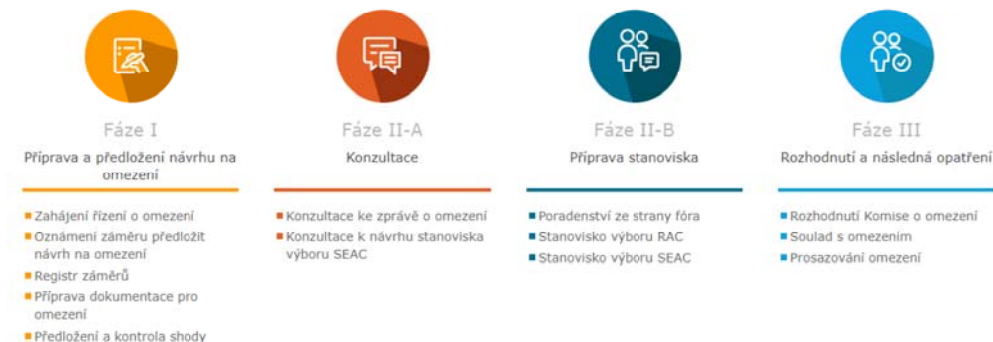 Fáze I
Příprava a předložení návrhu na
omezení
Zahájení řízení o omezení
Oznámení záměru předložit
návrh na omezení
Registr záměrů
Příprava dokumentace pro
omezení
Předložení a kontrola shody
Fáze II-A
Konzultace
Konzultace ke zprávě o omezení
Konzultace k návrhu stanoviska
výboru SEAC
Fáze II-B
Příprava stanoviska
Poradenství ze strany fóra
Stanovisko výboru RAC
Stanovisko výboru SEAC
Fáze III
Rozhodnutí a následná opatření
Rozhodnutí Komise o omezení
Soulad s omezením
Prosazování omezení